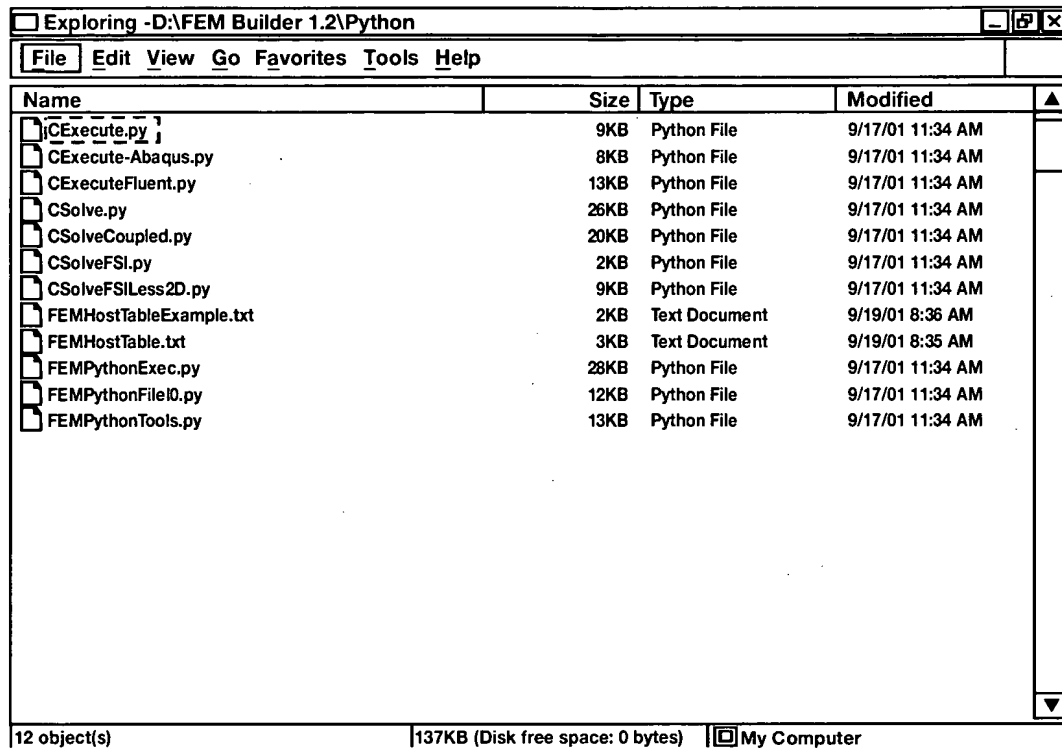 Exploring -D:\FEM Builder 1.2\Python
File Edit View Go Favorites Tools Help
Name Size Type Modified
CExecute.py 9KB Python File 9/17/01 11:34 AM
CExecute-Abaqus.py 8KB Python File 9/17/01 11:34 AM
CExecuteFluent.py 13KB Python File 9/17/01 11:34 AM
CSolve.py 26KB Python File 9/17/01 11:34 AM
CSolveCoupled.py 20KB Python File 9/17/01 11:34 AM
CSolveFSI.py 2KB Python File 9/17/01 11:34 AM
CSolveFSILess2D.py 9KB Python File 9/17/01 11:34 AM
FEMHostTableExample.txt 2KB Text Document 9/19/01 8:36 AM
FEMHostTable.txt 3KB Text Document 9/19/01 8:35 AM
FEMPythonExec.py 28KB Python File 9/17/01 11:34 AM
FEMPythonFileI0.py 12KB Python File 9/17/01 11:34 AM
FEMPythonTools.py 13KB Python File 9/17/01 11:34 AM
12 object(s) 137KB (Disk free space: 0 bytes) My Computer